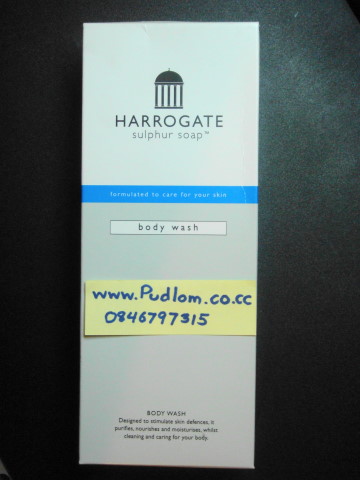 HARROGATE
sulphur soap™
formulated to care for your skin
body wash
www.Pudlom.co.cc
0846797315
BODY WASH
Designed to stimulate skin defences, it
purifies, nourishes and moisturises, whilst
cleaning and caring for your body.